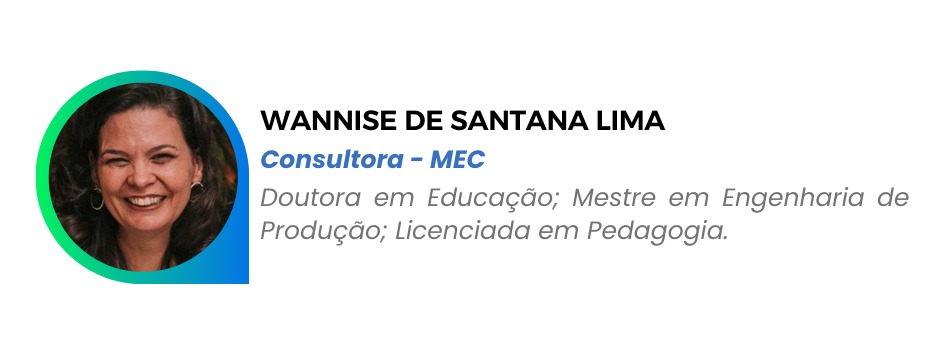 WANNISE DE SANTANA LIMA
Consultora - MEC
Doutora em Educação; Mestre em Engenharia de
Produção; Licenciada em Pedagogia.